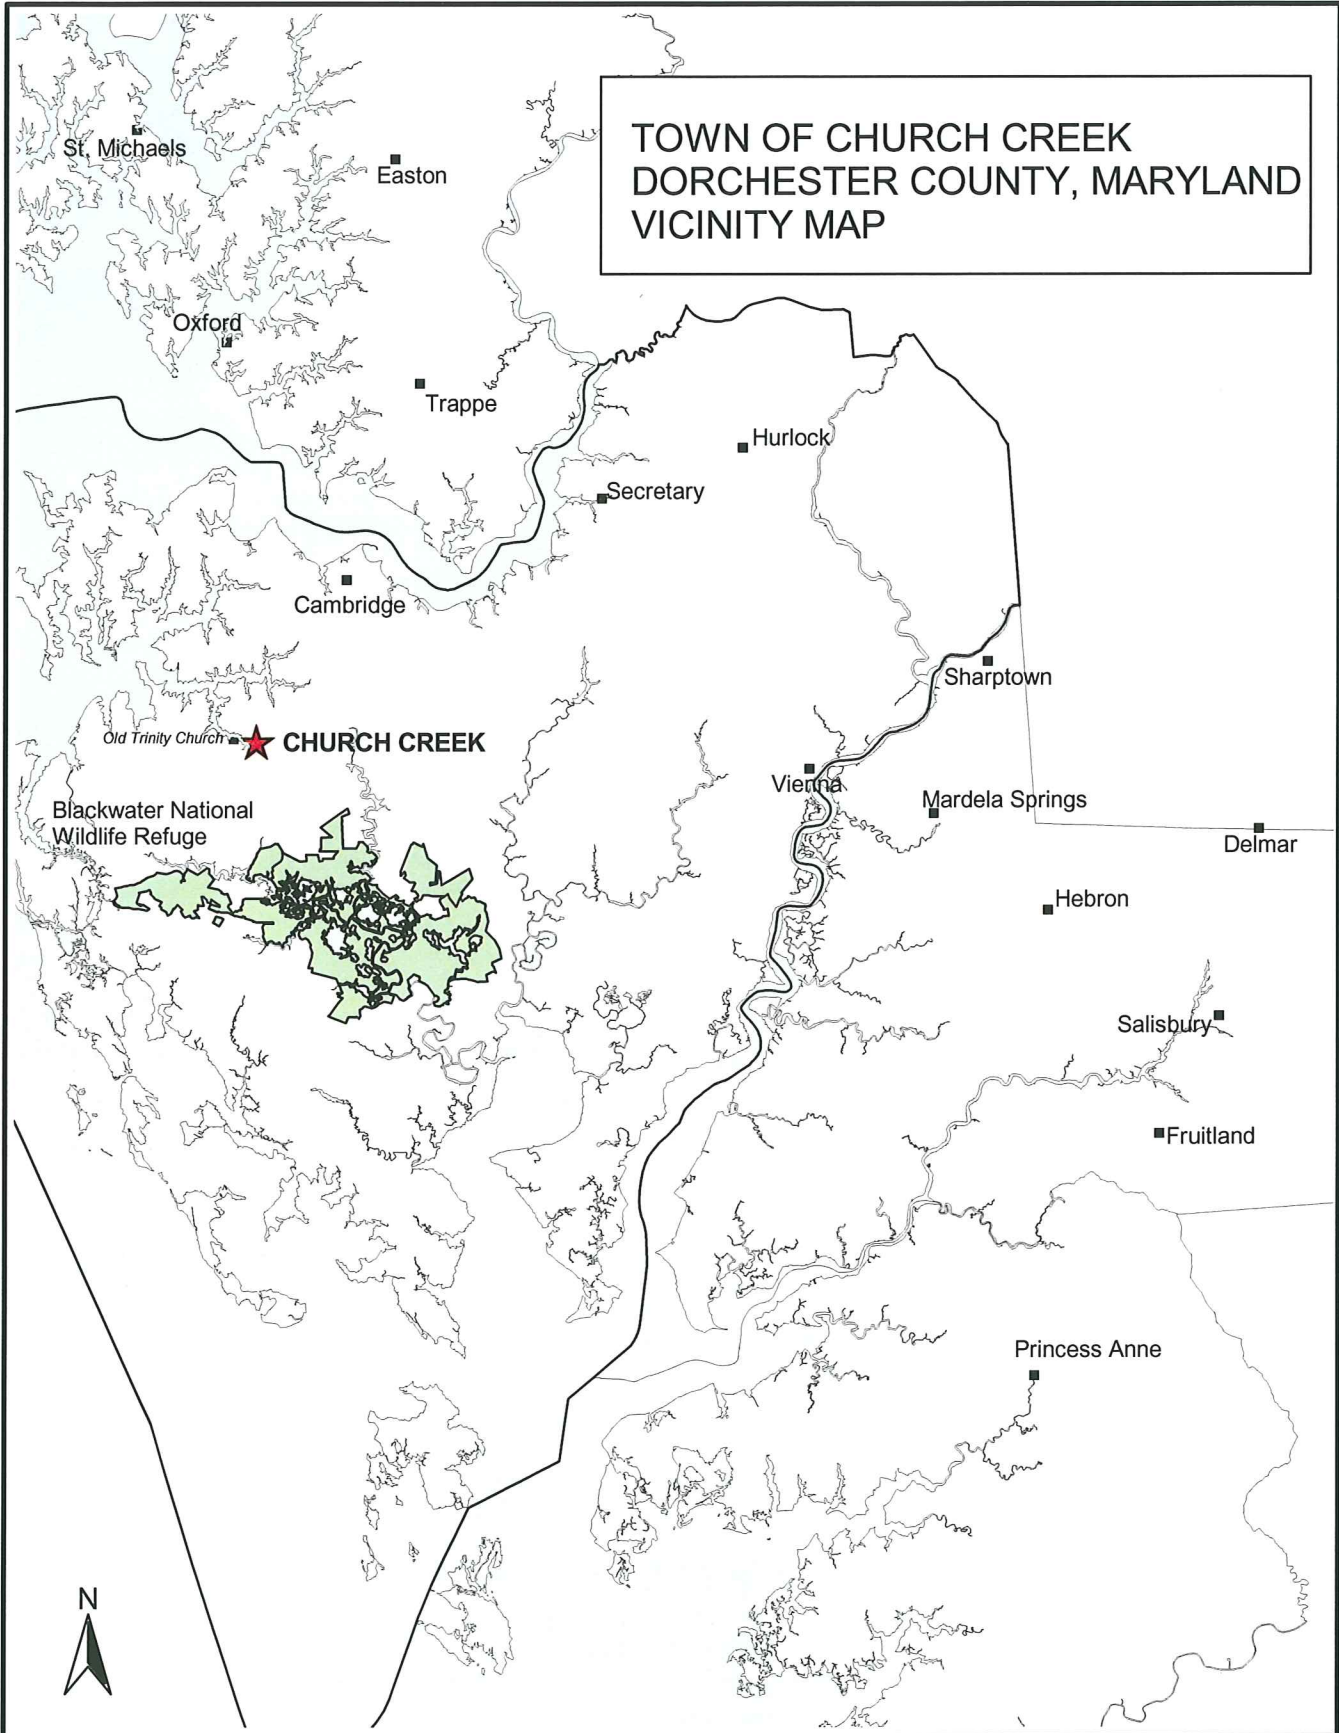 TOWN OF CHURCH CREEK
DORCHESTER COUNTY, MARYLAND
VICINITY MAP
St. Michaels
Easton
Oxford
Trappe
Hurlock
Secretary
Cambridge
Sharptown
Old Trinity Church
CHURCH CREEK
Vienna
Mardela Springs
Blackwater National
Wildlife Refuge
Delmar
Hebron
Salisbury
Fruitland
Princess Anne
N